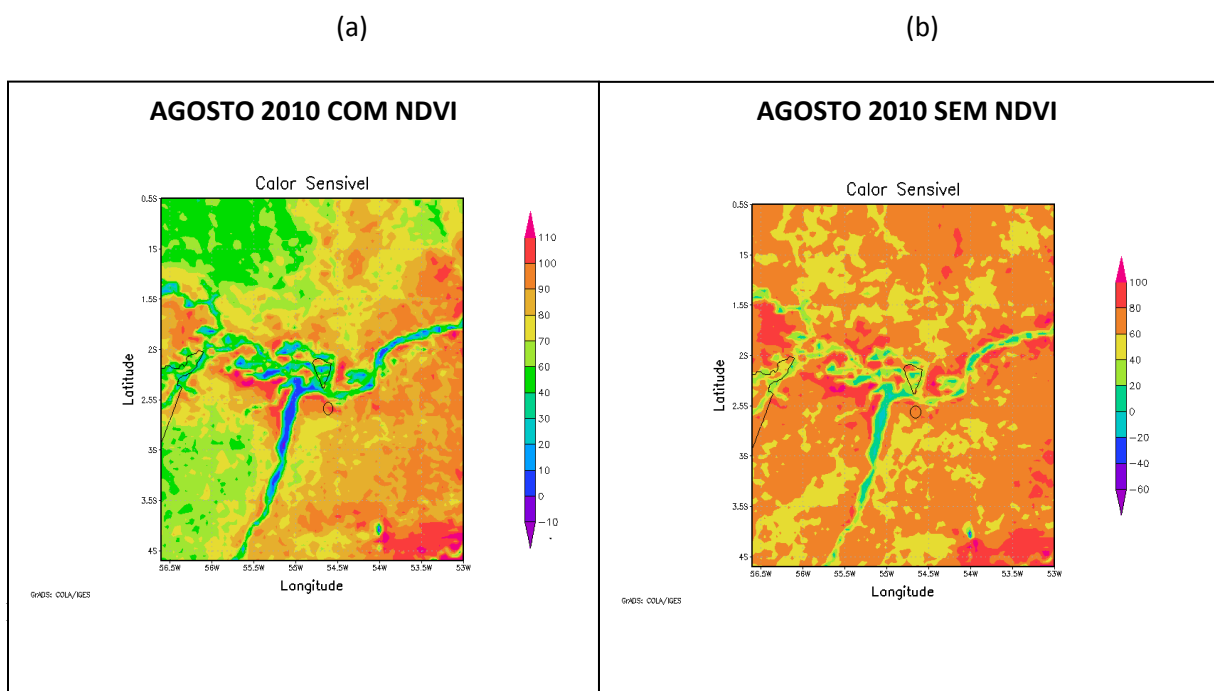 (a)
(b)
AGOSTO 2010 COM NDVI
AGOSTO 2010 SEM NDVI
Calor Sensivel
0.5S
1S
1.5S
2S
2.5S
3S
3.5S
4S
Latitude
56.5W
56W
55.5W
55W
54.5W
54W
53.5W
53W
Longitude
110
100
90
80
70
60
50
40
30
20
10
0
-10
GrADS: COLA/IGES
Calor Sensivel
0.5S
1S
1.5S
2S
2.5S
3S
3.5S
4S
Latitude
56.5W
56W
55.5W
55W
54.5W
54W
53.5W
53W
Longitude
100
80
60
40
20
0
-20
-40
-60
GrADS: COLA/IGES